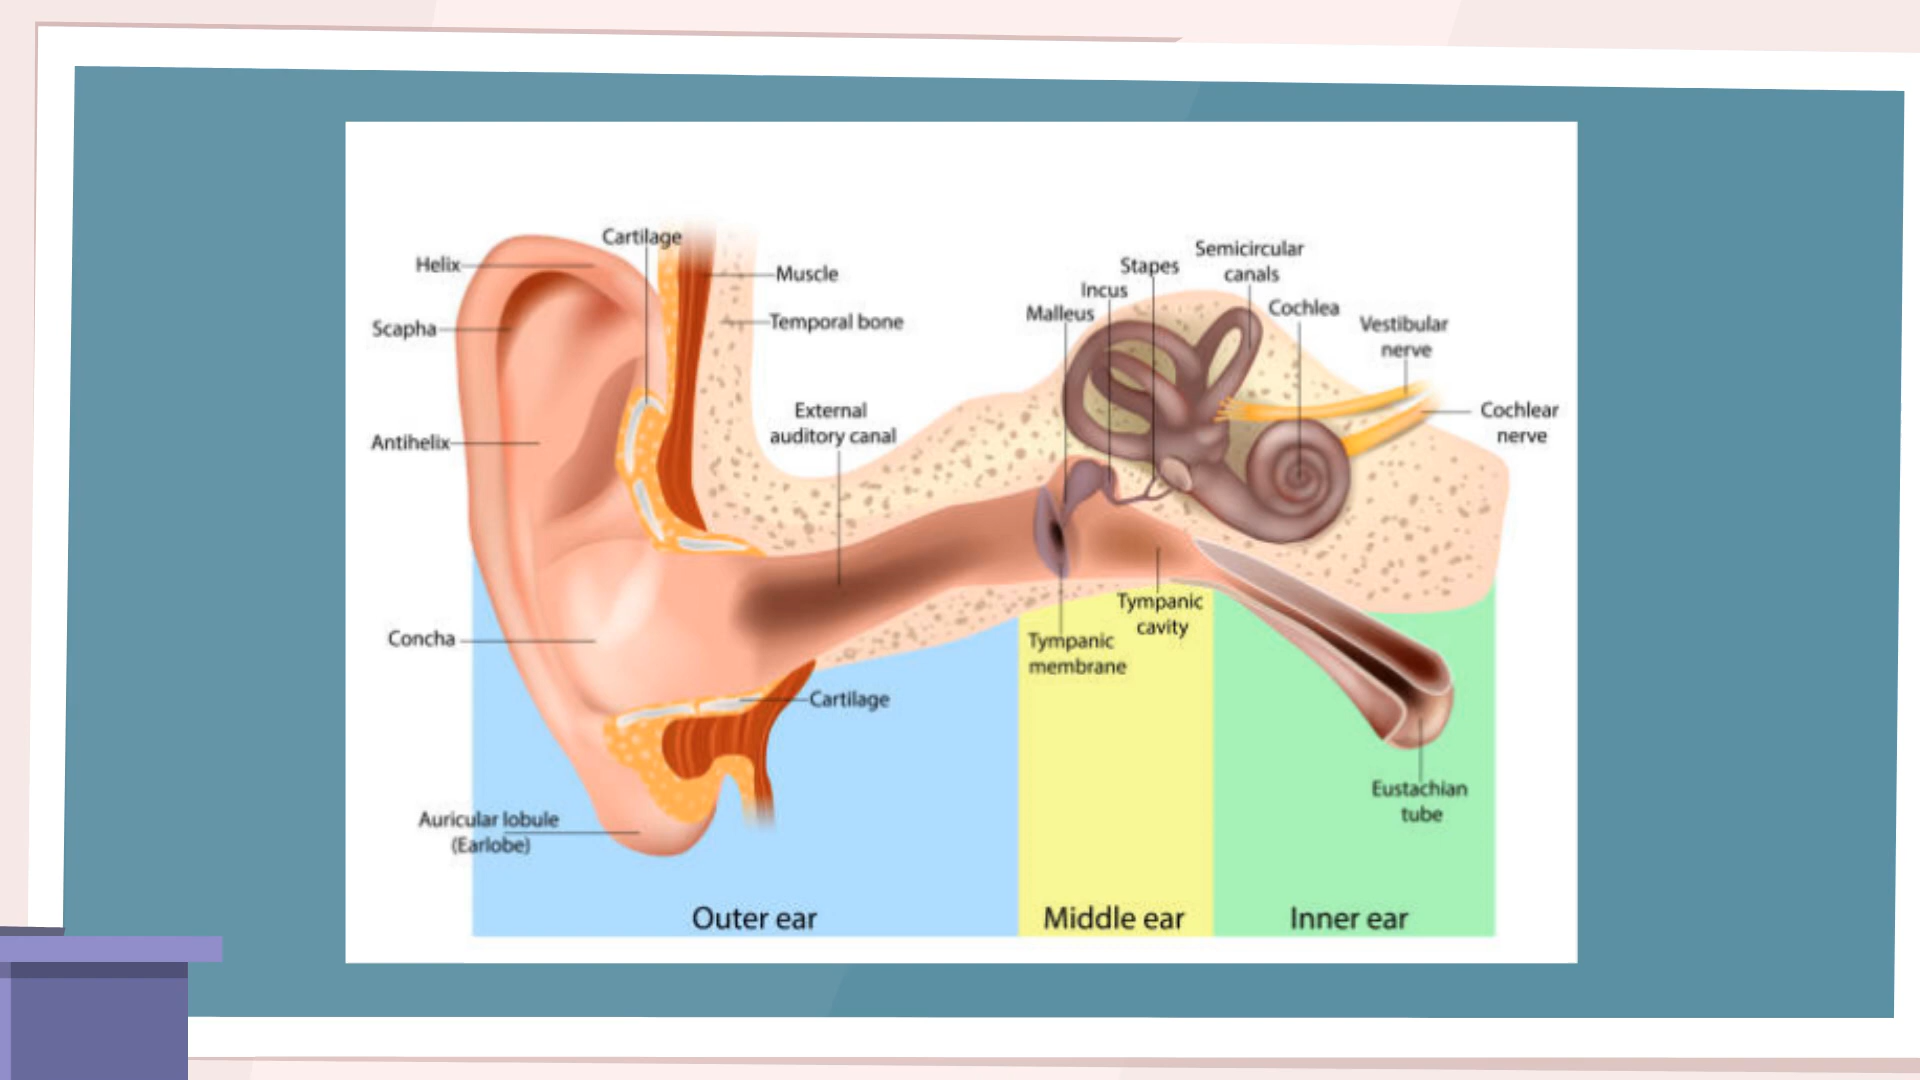 Cartilage
Helix
Muscle
Scapha
Temporal bone
Antihelix
External
auditory canal
Concha
Cartilage
Auricular lobule
(Earlobe)
Semicircular
canals
Stapes
Incus
Malleus
Cochlea
Vestibular
nerve
Cochlear
nerve
Tympanic
cavity
Tympanic
membrane
Eustachian
tube
Outer ear
Middle ear
Inner ear